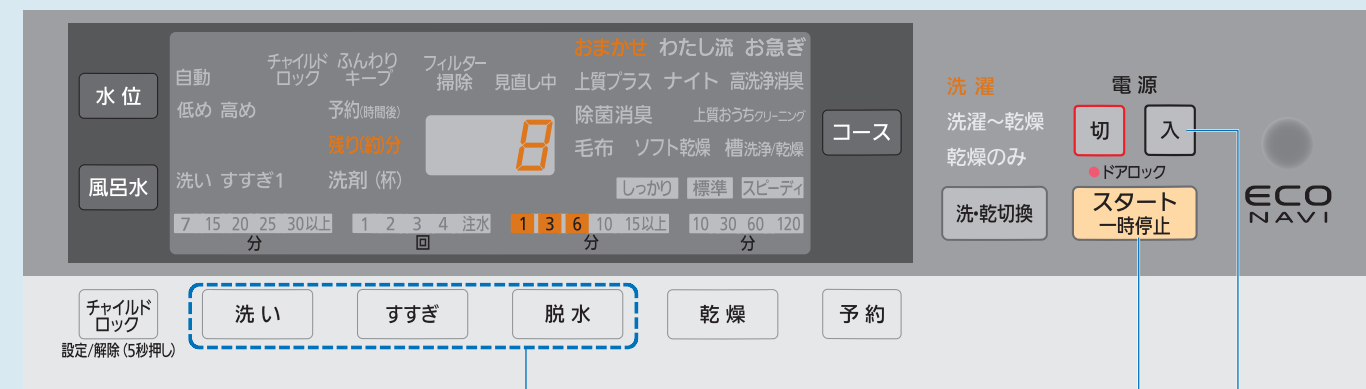 水位
風呂水
自動
チャイルド
ロック
ふんわり
キープ
フィルター
掃除
見直し中
低め 高め
予約(時間後)
残り(約)分
8
洗い すすぎ1
洗剤 (杯)
おまかせ わたし流 お急ぎ
上質プラス ナイト 高洗浄消臭
除菌消臭 上質おうちクリーニング
毛布 ソフト乾燥 槽洗浄/乾燥
しっかり 標準 スピーディ
7 15 20 25 30以上
分
1 2 3 4 注水
回
1 3 6 10 15以上
分
10 30 60 120
分
コース
洗濯
洗濯～乾燥
乾燥のみ
洗・乾切換
電源
切 入
ドアロック
スタート
一時停止
ECO
NAVI
チャイルド
ロック
設定/解除(5秒押し)
洗い
すすぎ
脱水
乾燥
予約